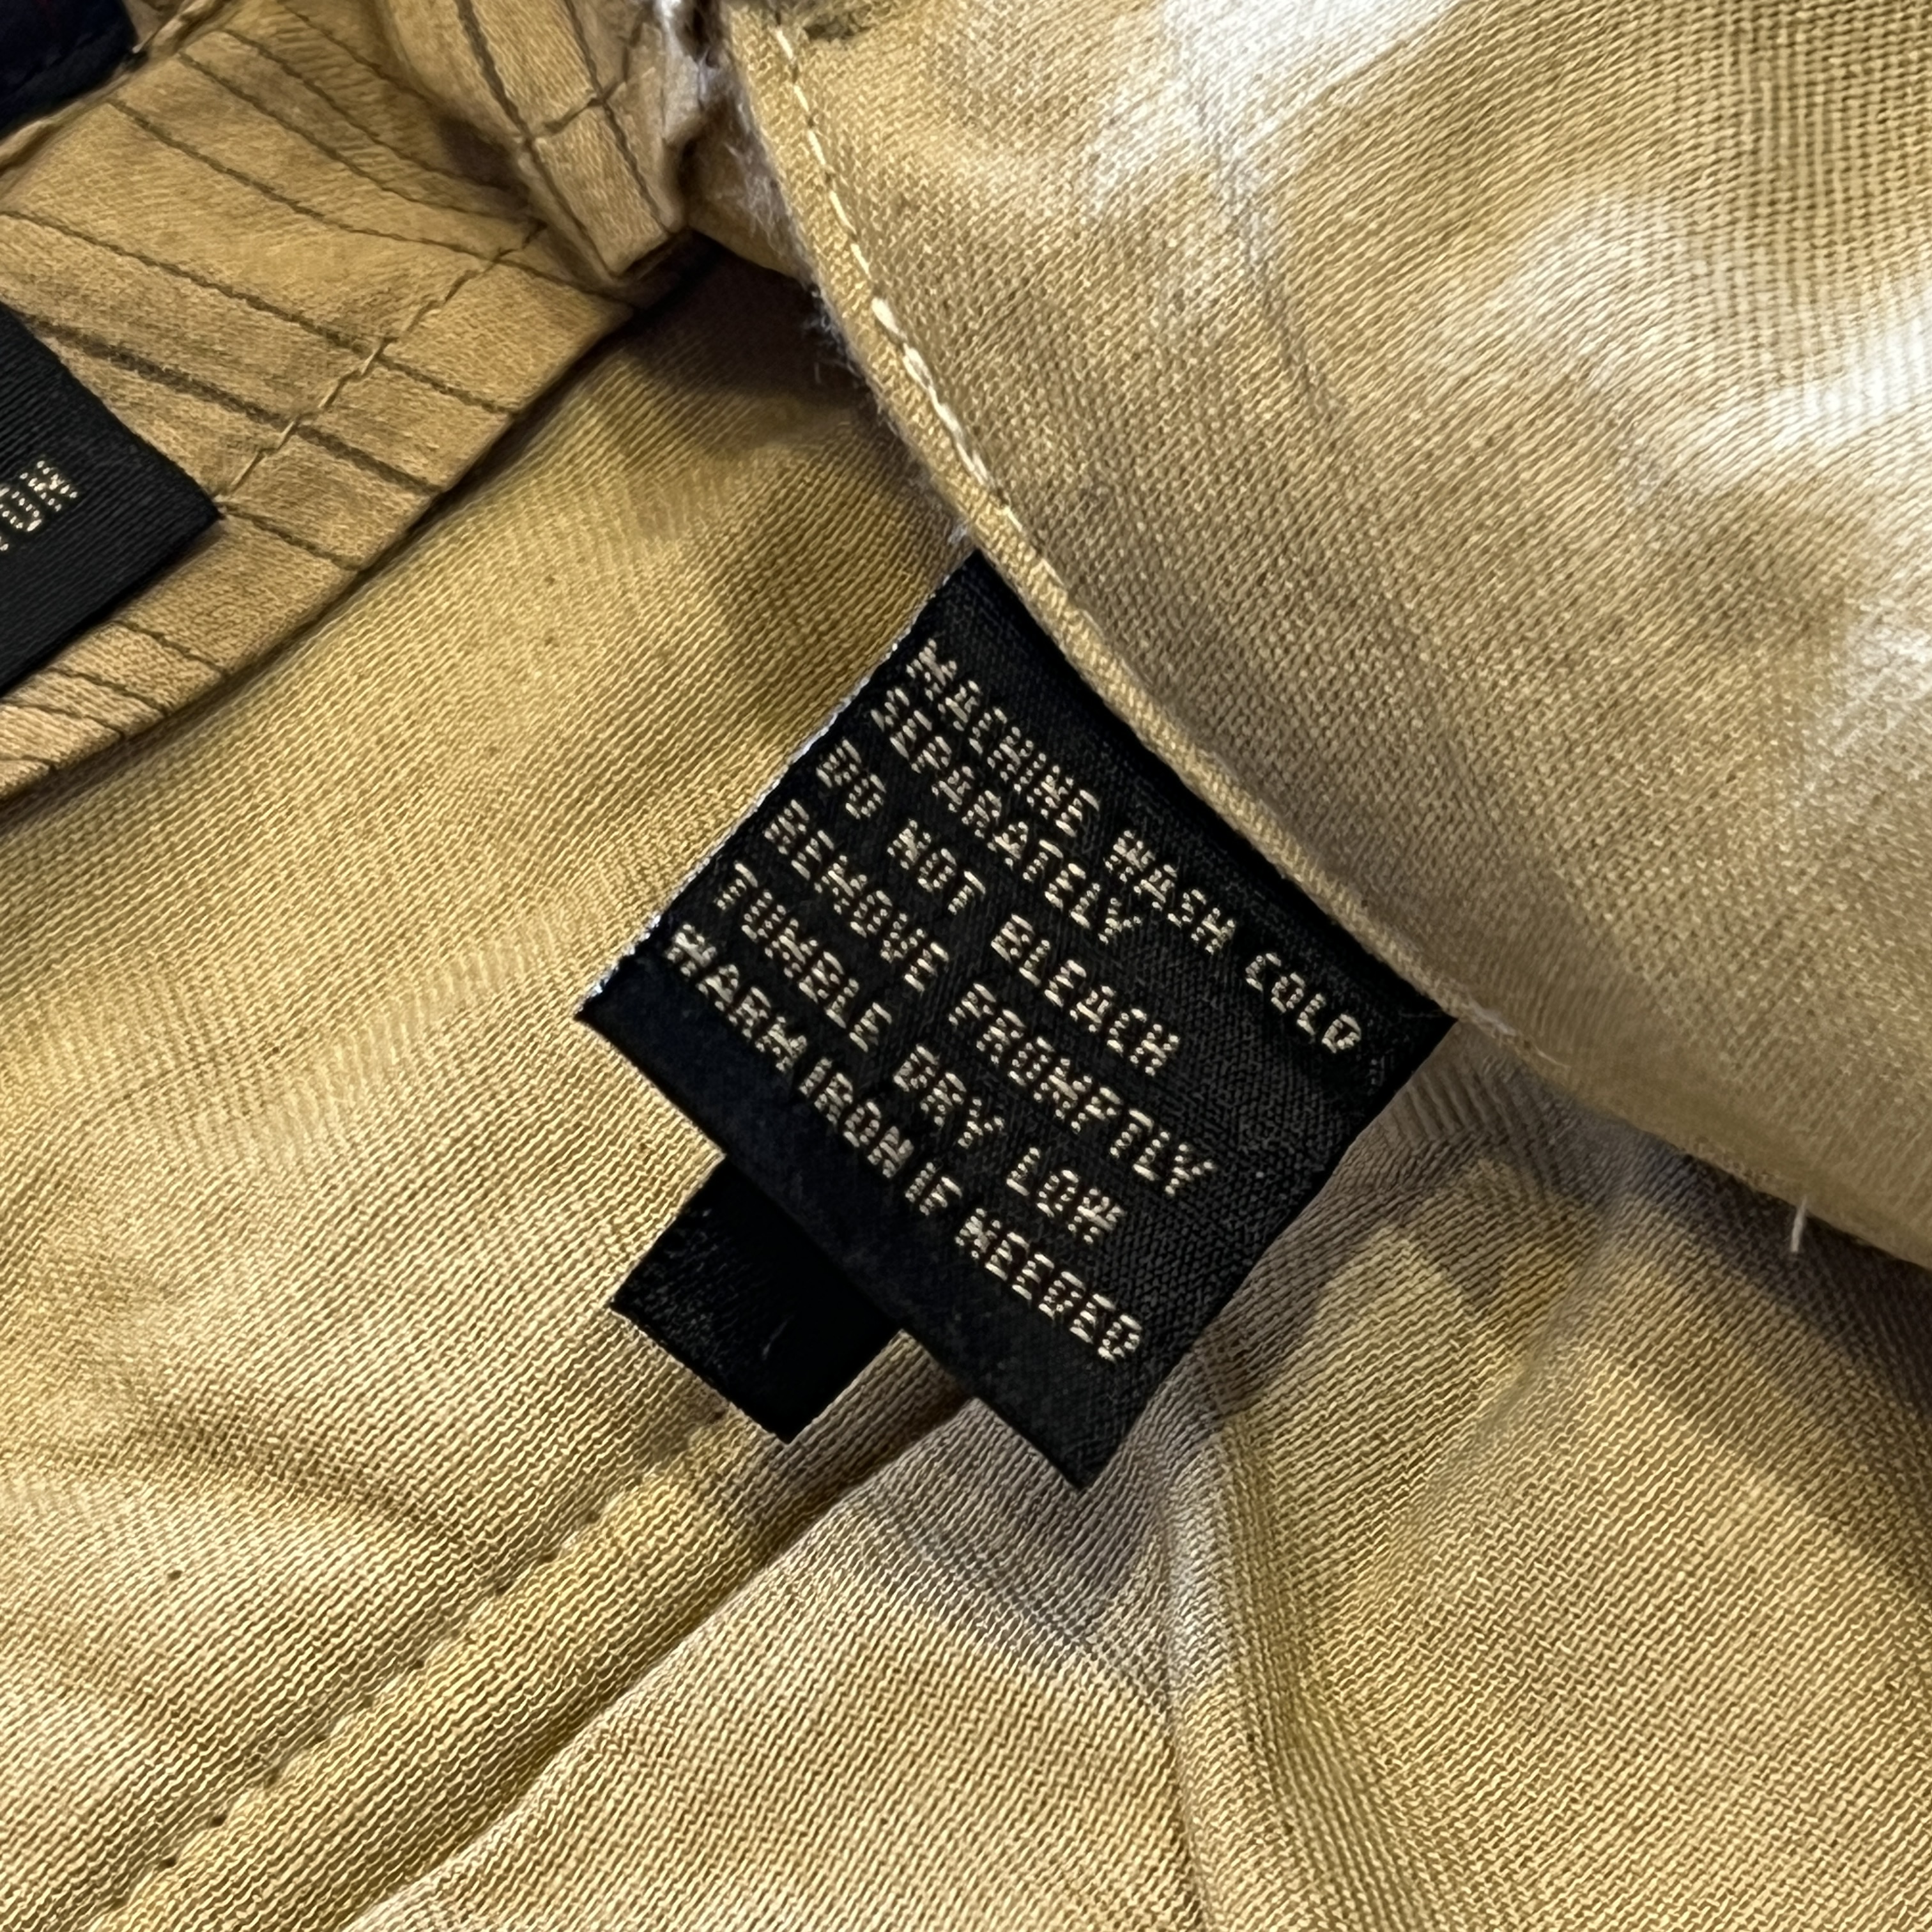 MACHINE WASH COLD
SEPARATELY
DO NOT BLEACH
REMOVE PROMPTLY
TUMBLE DRY LOW
WARM IRON IF NEEDED